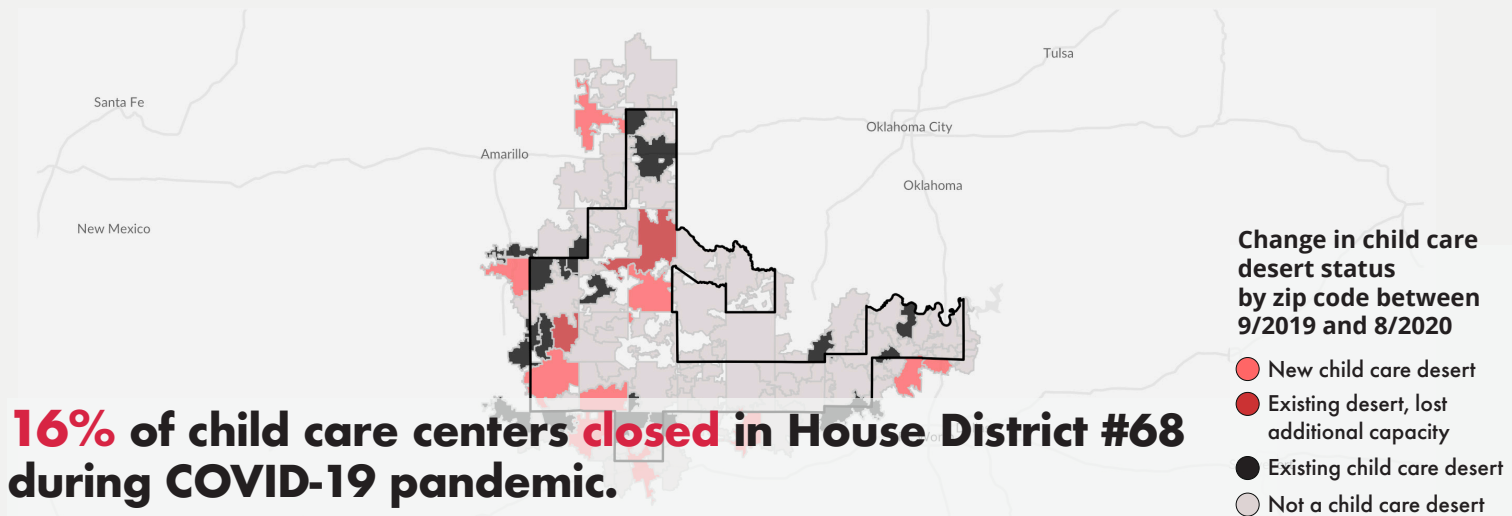 Tulsa
Santa Fe
Oklahoma City
Amarillo
Oklahoma
New Mexico
Change in child care
desert status
by zip code between
9/2019 and 8/2020
New child care desert
Existing desert, lost
additional capacity
Existing child care desert
Not a child care desert
16% of child care centers closed in House District #68
during COVID-19 pandemic.